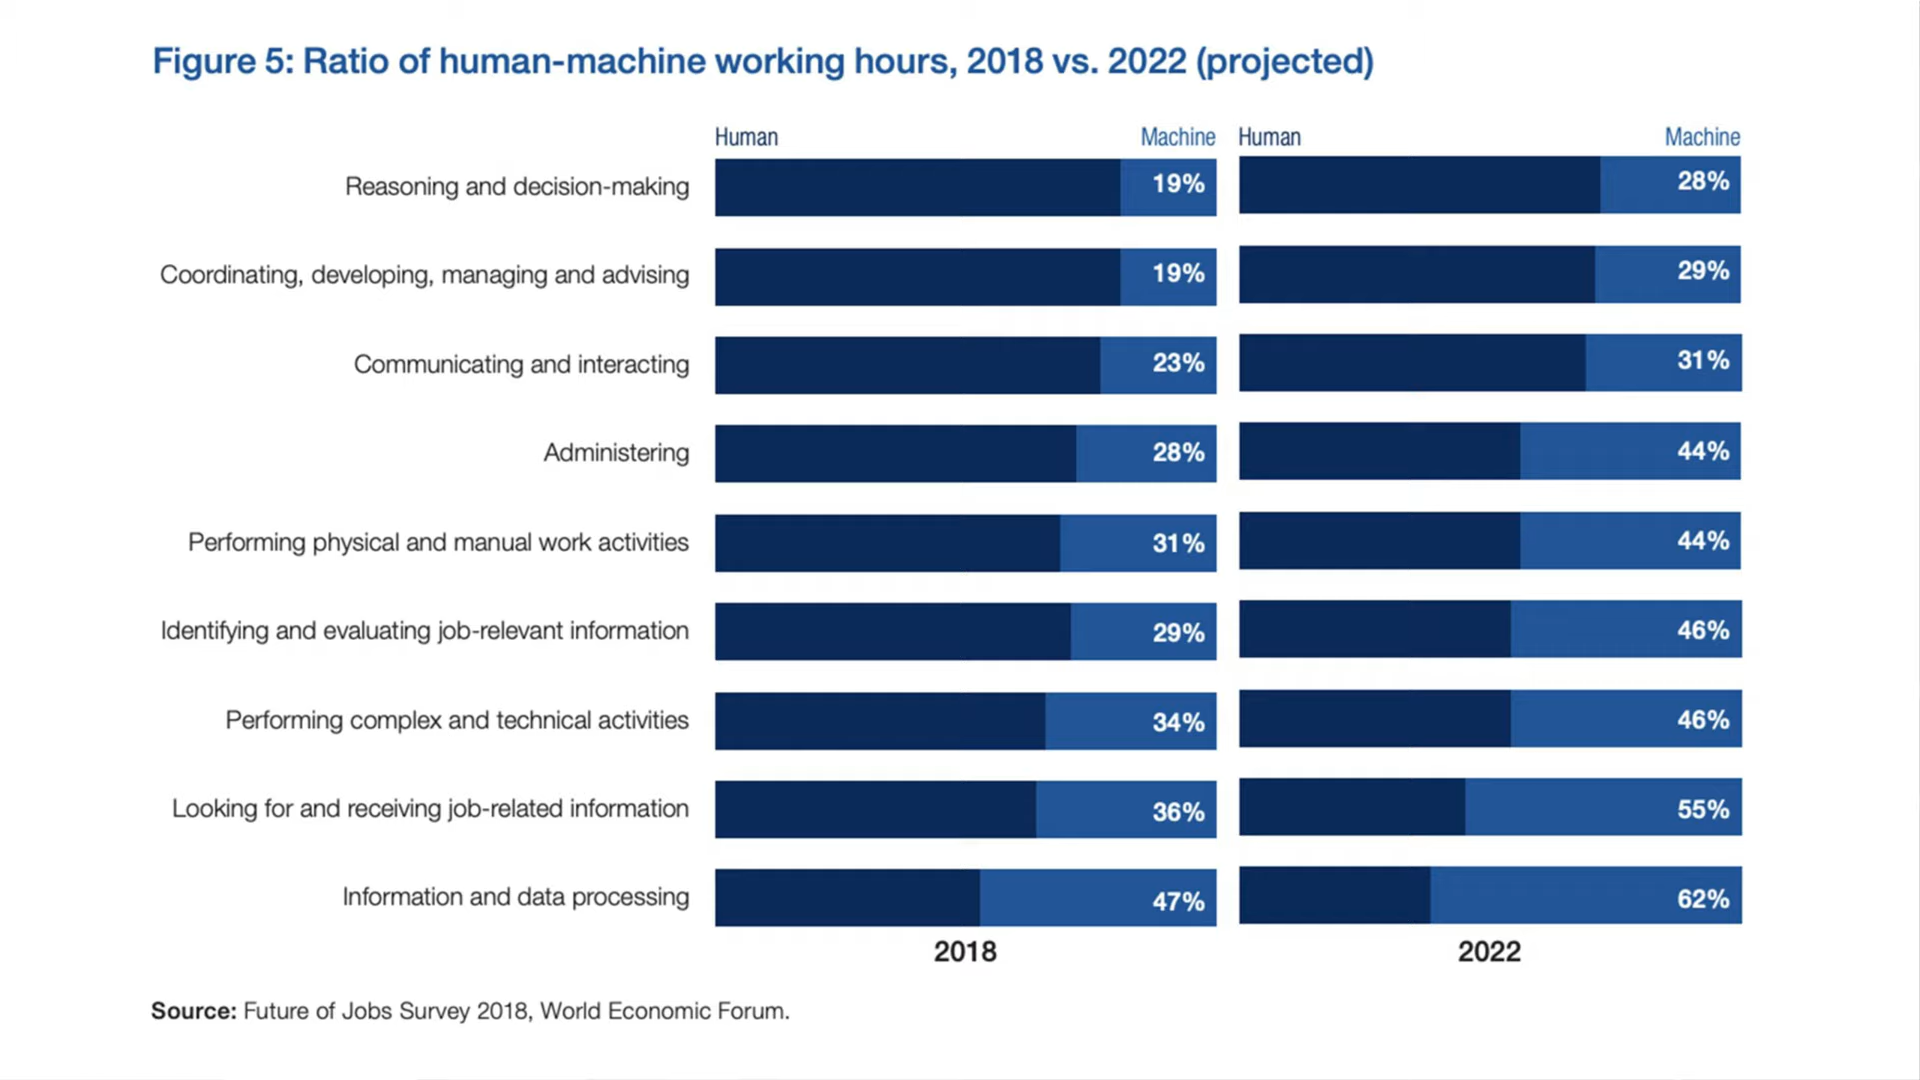 Figure 5: Ratio of human-machine working hours, 2018 vs. 2022 (projected)
Human Machine Human Machine
Reasoning and decision-making 19% 28%
Coordinating, developing, managing and advising 19% 29%
Communicating and interacting 23% 31%
Administering 28% 44%
Performing physical and manual work activities 31% 44%
Identifying and evaluating job-relevant information 29% 46%
Performing complex and technical activities 34% 46%
Looking for and receiving job-related information 36% 55%
Information and data processing 47% 62%
2018 2022
Source: Future of Jobs Survey 2018, World Economic Forum.